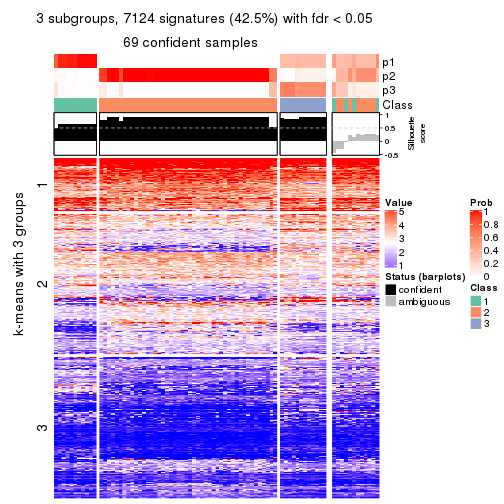 3 subgroups, 7124 signatures (42.5%) with fdr < 0.05
69 confident samples
p1
p2
p3
Class
1
0.5
0
-0.5
Silhouette
score
k-means with 3 groups
1
2
3
Value
5
4
3
2
1
Status (barplots)
confident
ambiguous
Prob
1
0.8
0.6
0.4
0.2
0
Class
1
2
3